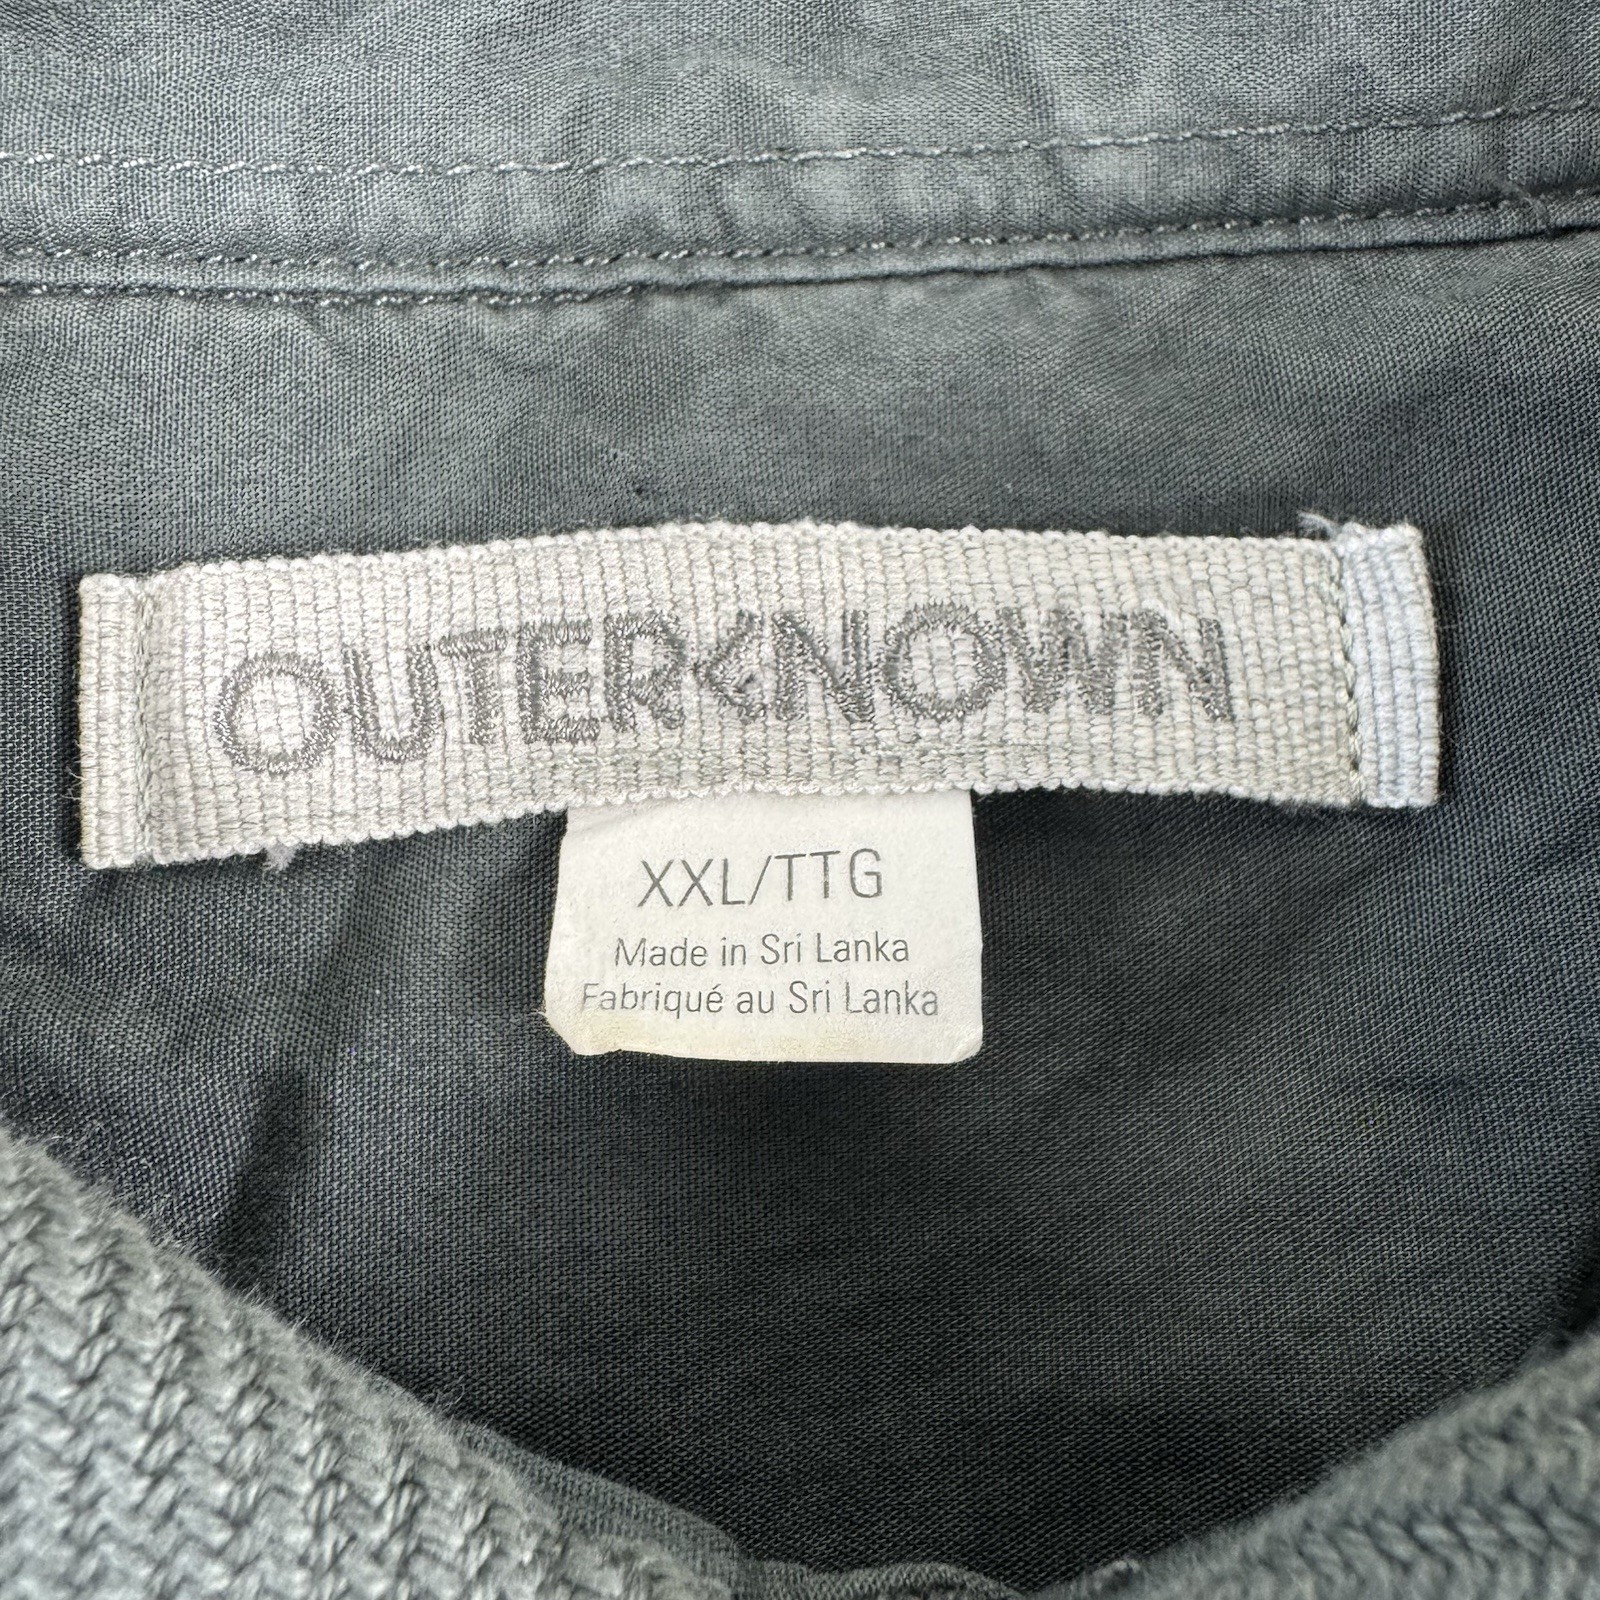 OUTERKNOWN
XXL/TTG
Made in Sri Lanka
Fabriqué au Sri Lanka